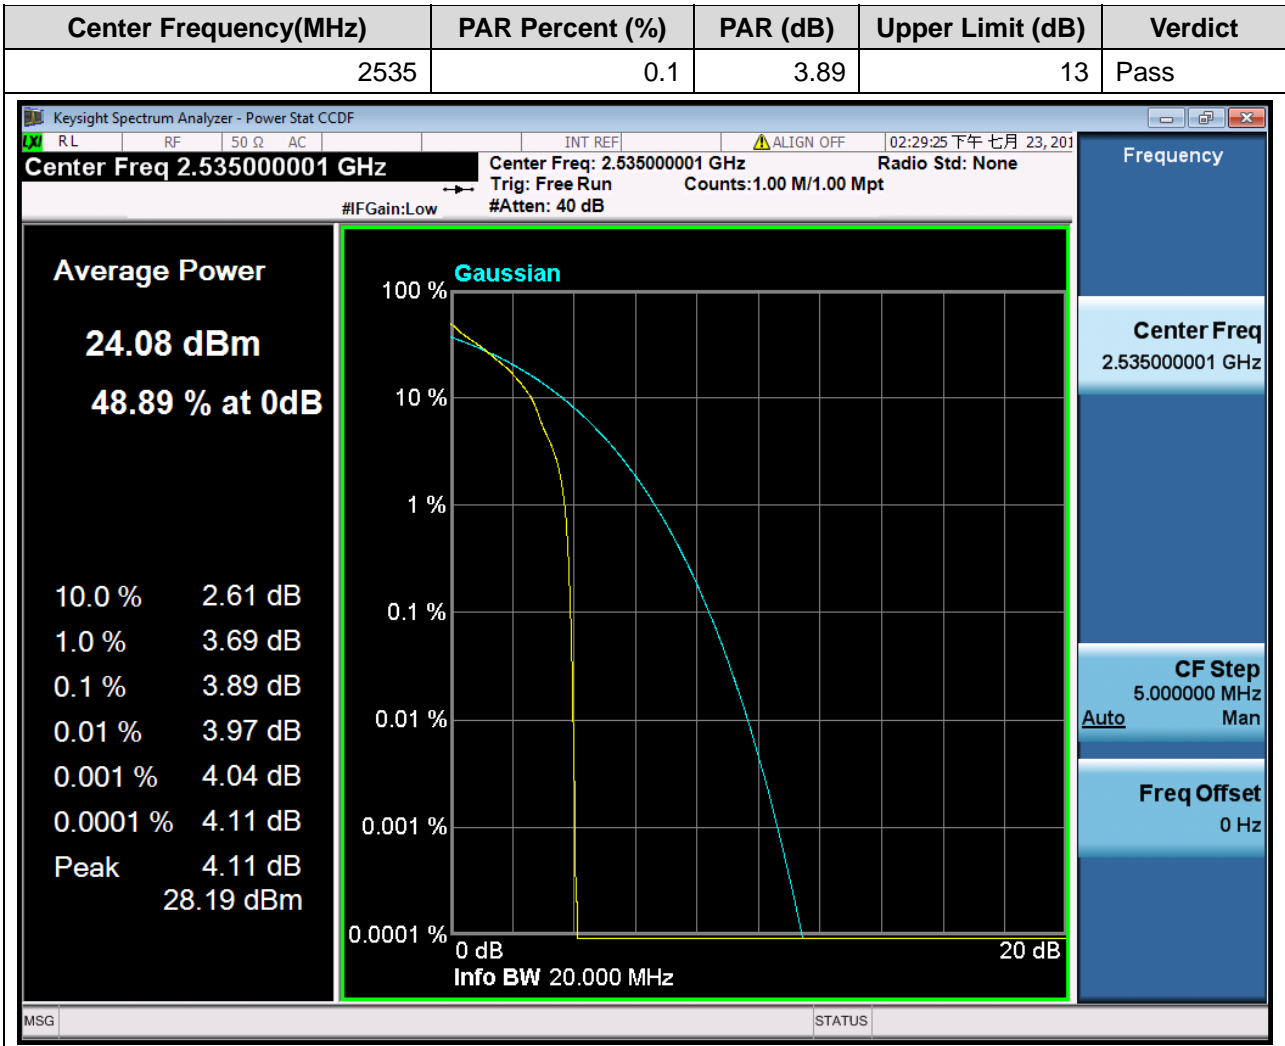 Center Frequency(MHz) PAR Percent (%) PAR (dB) Upper Limit (dB) Verdict
2535 0.1 3.89 13 Pass
Keysight Spectrum Analyzer - Power Stat CCDF
LXI RL RF 50 Ω AC INT REF ALIGN OFF 02:29:25 下午 七月 23, 201
Center Freq 2.535000001 GHz
Center Freq: 2.535000001 GHz Radio Std: None
Trig: Free Run Counts:1.00 M/1.00 Mpt
#IFGain:Low #Atten: 40 dB
Frequency
Average Power
24.08 dBm
48.89 % at 0dB
10.0 % 2.61 dB
1.0 % 3.69 dB
0.1 % 3.89 dB
0.01 % 3.97 dB
0.001 % 4.04 dB
0.0001 % 4.11 dB
Peak 4.11 dB
28.19 dBm
Gaussian
100 %
10 %
1 %
0.1 %
0.01 %
0.001 %
0.0001 %
0 dB 20 dB
Info BW 20.000 MHz
Center Freq
2.535000001 GHz
CF Step
5.000000 MHz
Auto Man
Freq Offset
0 Hz
MSG STATUS